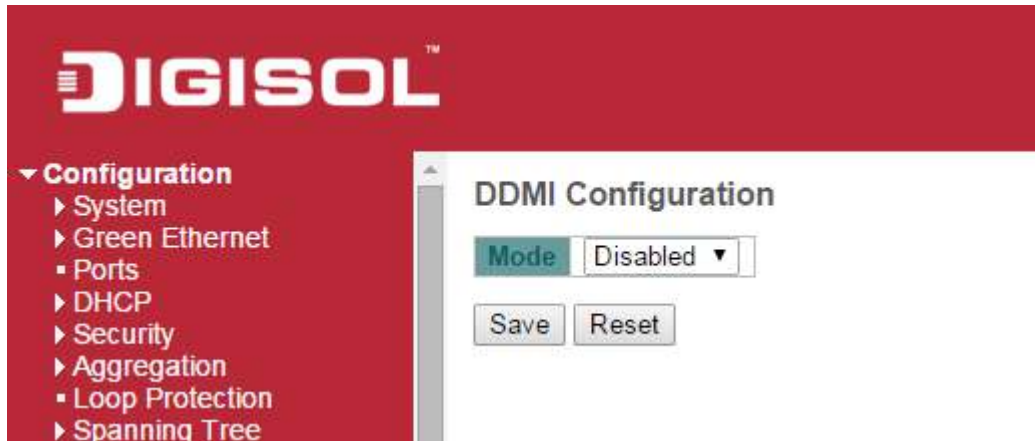 DIGISOL™
Configuration
System
Green Ethernet
Ports
DHCP
Security
Aggregation
Loop Protection
Spanning Tree
DDMI Configuration
Mode Disabled
Save Reset